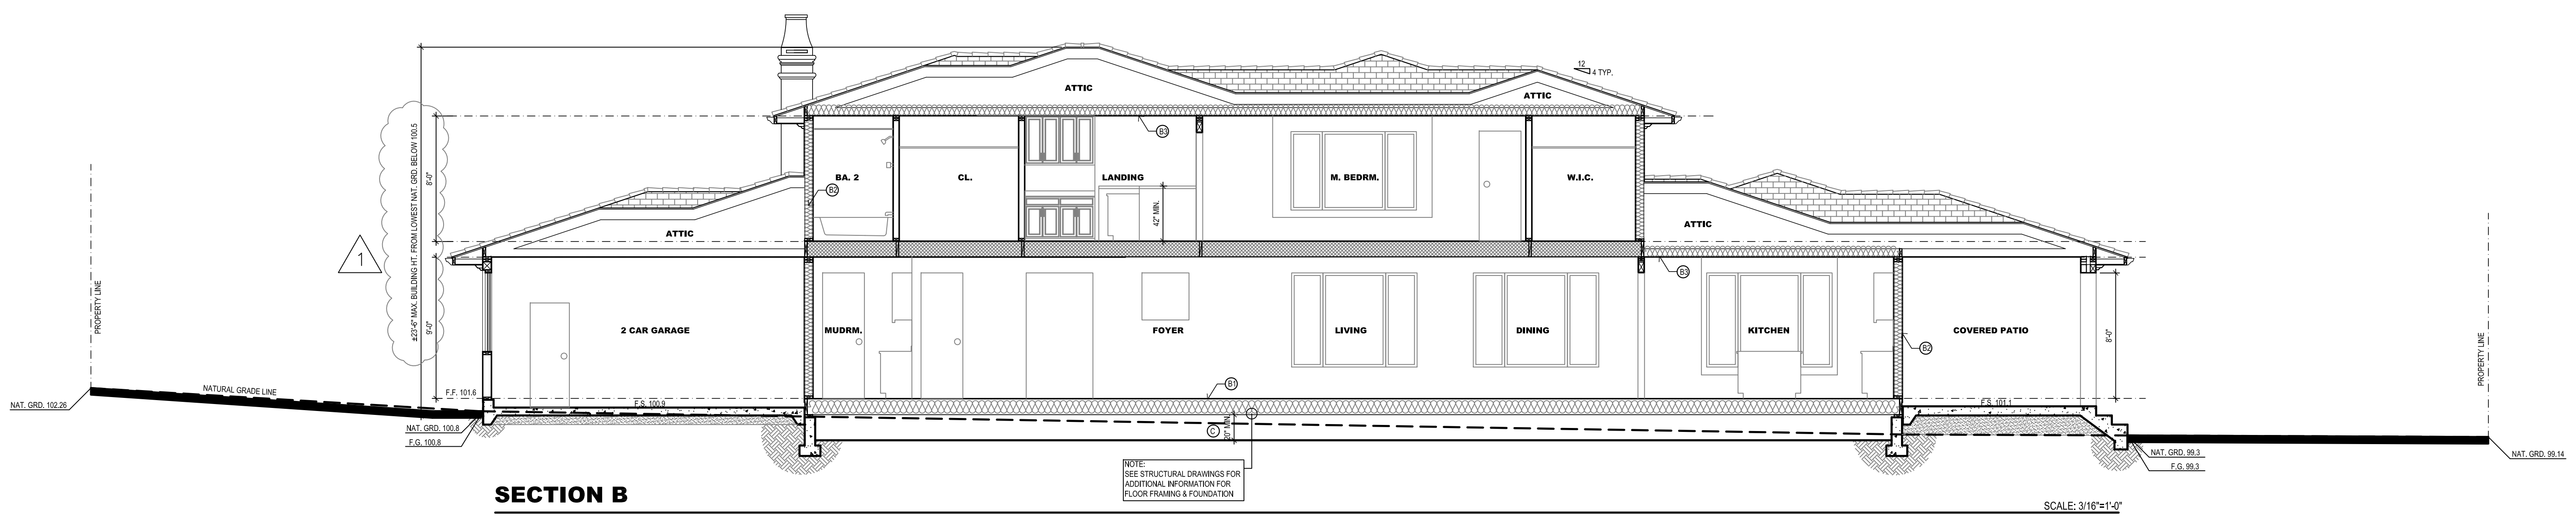 12
4 TYP.
ATTIC
ATTIC
B3
±23'-6" MAX. BUILDING HT. FROM LOWEST NAT. GRD. BELOW 100.5
8'-0"
BA. 2
CL.
LANDING
M. BEDRM.
W.I.C.
B2
42" MIN.
ATTIC
ATTIC
1
B3
PROPERTY LINE
9'-0"
2 CAR GARAGE
MUDRM.
FOYER
LIVING
DINING
KITCHEN
COVERED PATIO
8'-0"
PROPERTY LINE
B2
B1
NATURAL GRADE LINE
F.F. 101.6
F.S. 100.9
F.S. 101.1
NAT. GRD. 102.26
NAT. GRD. 100.8
F.G. 100.8
C
20" MIN.
NAT. GRD. 99.3
F.G. 99.3
NAT. GRD. 99.14
NOTE:
SEE STRUCTURAL DRAWINGS FOR
ADDITIONAL INFORMATION FOR
FLOOR FRAMING & FOUNDATION
SECTION B
SCALE: 3/16"=1'-0"